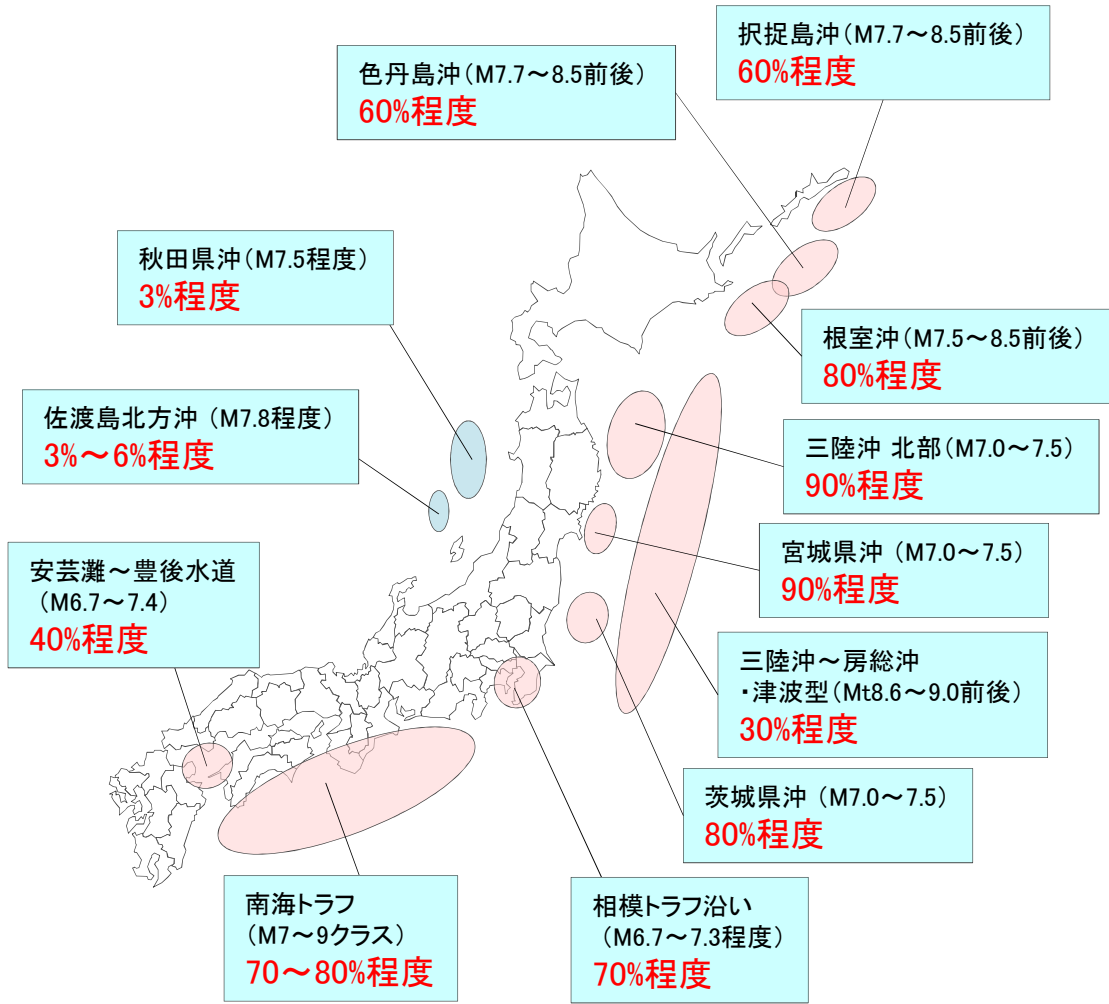 択捉島沖(M7.7~8.5前後)
60%程度
色丹島沖(M7.7~8.5前後)
60%程度
秋田県沖(M7.5程度)
3%程度
根室沖(M7.5~8.5前後)
80%程度
佐渡島北方沖 (M7.8程度)
3%~6%程度
三陸沖 北部(M7.0~7.5)
90%程度
宮城県沖 (M7.0~7.5)
90%程度
安芸灘~豊後水道
(M6.7~7.4)
40%程度
三陸沖~房総沖
・津波型(Mt8.6~9.0前後)
30%程度
茨城県沖 (M7.0~7.5)
80%程度
南海トラフ
(M7~9クラス)
70~80%程度
相模トラフ沿い
(M6.7~7.3程度)
70%程度